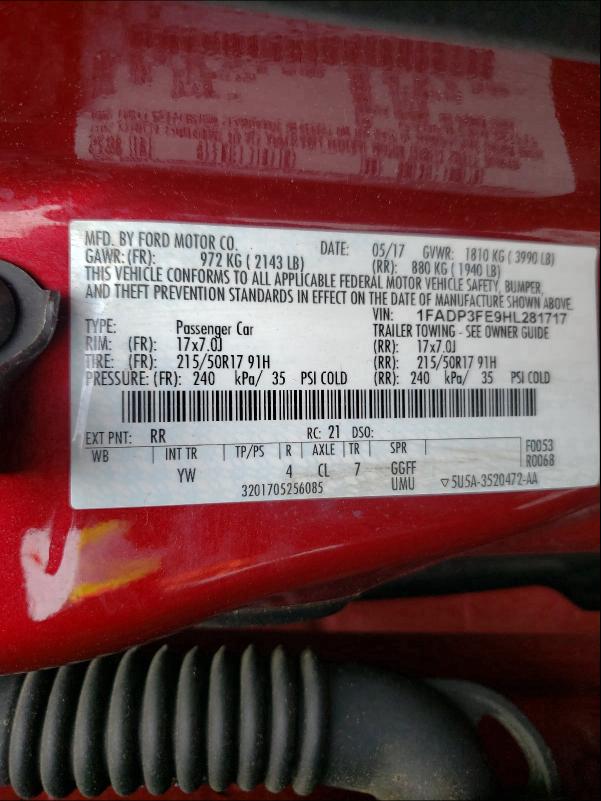 MFD. BY FORD MOTOR CO. DATE: 05/17 GVWR: 1810 KG ( 3990 LB)
GAWR:(FR): 972 KG ( 2143 LB) (RR): 880 KG ( 1940 LB)
THIS VEHICLE CONFORMS TO ALL APPLICABLE FEDERAL MOTOR VEHICLE SAFETY, BUMPER,
AND THEFT PREVENTION STANDARDS IN EFFECT ON THE DATE OF MANUFACTURE SHOWN ABOVE.
VIN: 1FADP3FE9HL281717
TYPE: Passenger Car TRAILER TOWING - SEE OWNER GUIDE
RIM: (FR): 17x7.0J (RR): 17x7.0J
TIRE: (FR): 215/50R17 91H (RR): 215/50R17 91H
PRESSURE: (FR): 240 kPa/ 35 PSI COLD (RR): 240 kPa/ 35 PSI COLD
EXT PNT: RR RC: 21 DSO: F0053
WB INT TR TP/PS R AXLE TR SPR R0068
YW 4 CL 7 GGFF
3201705256085 UMU ▽5U5A-3520472-AA